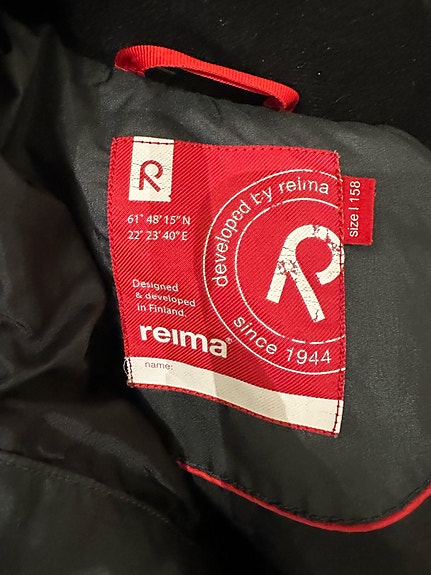 R
61° 48' 15" N
22° 23' 40" E
Designed
& developed
in Finland.
reima®
name:
developed by reima
R
since 1944
size | 158